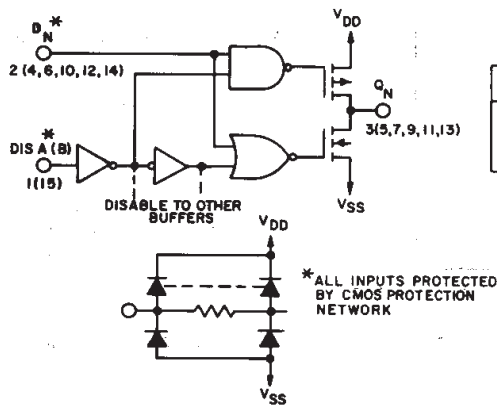 D_N *
V_DD
2 (4, 6, 10, 12, 14)
Q_N
3(5,7,9,11,13)
*
DIS A (B)
1(15)
V_SS
DISABLE TO OTHER
BUFFERS
V_DD
* ALL INPUTS PROTECTED
BY CMOS PROTECTION
NETWORK
V_SS